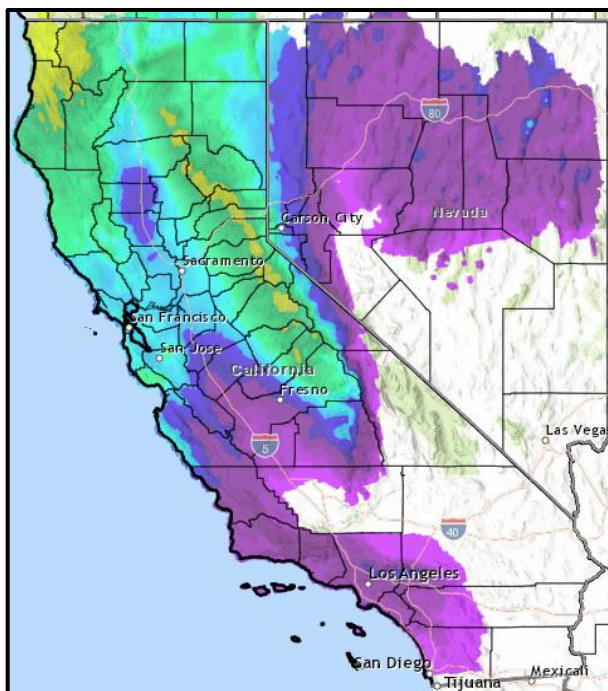 80
Nevada
Carson City
Sacramento
San Francisco
San Jose
California
Fresno
5
Las Vegas
40
Los Angeles
San Diego
Tijuana
Mexicali